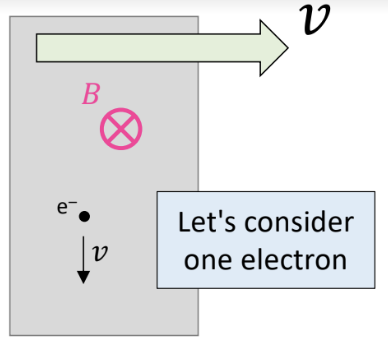 v
B
e⁻
v
Let's consider
one electron